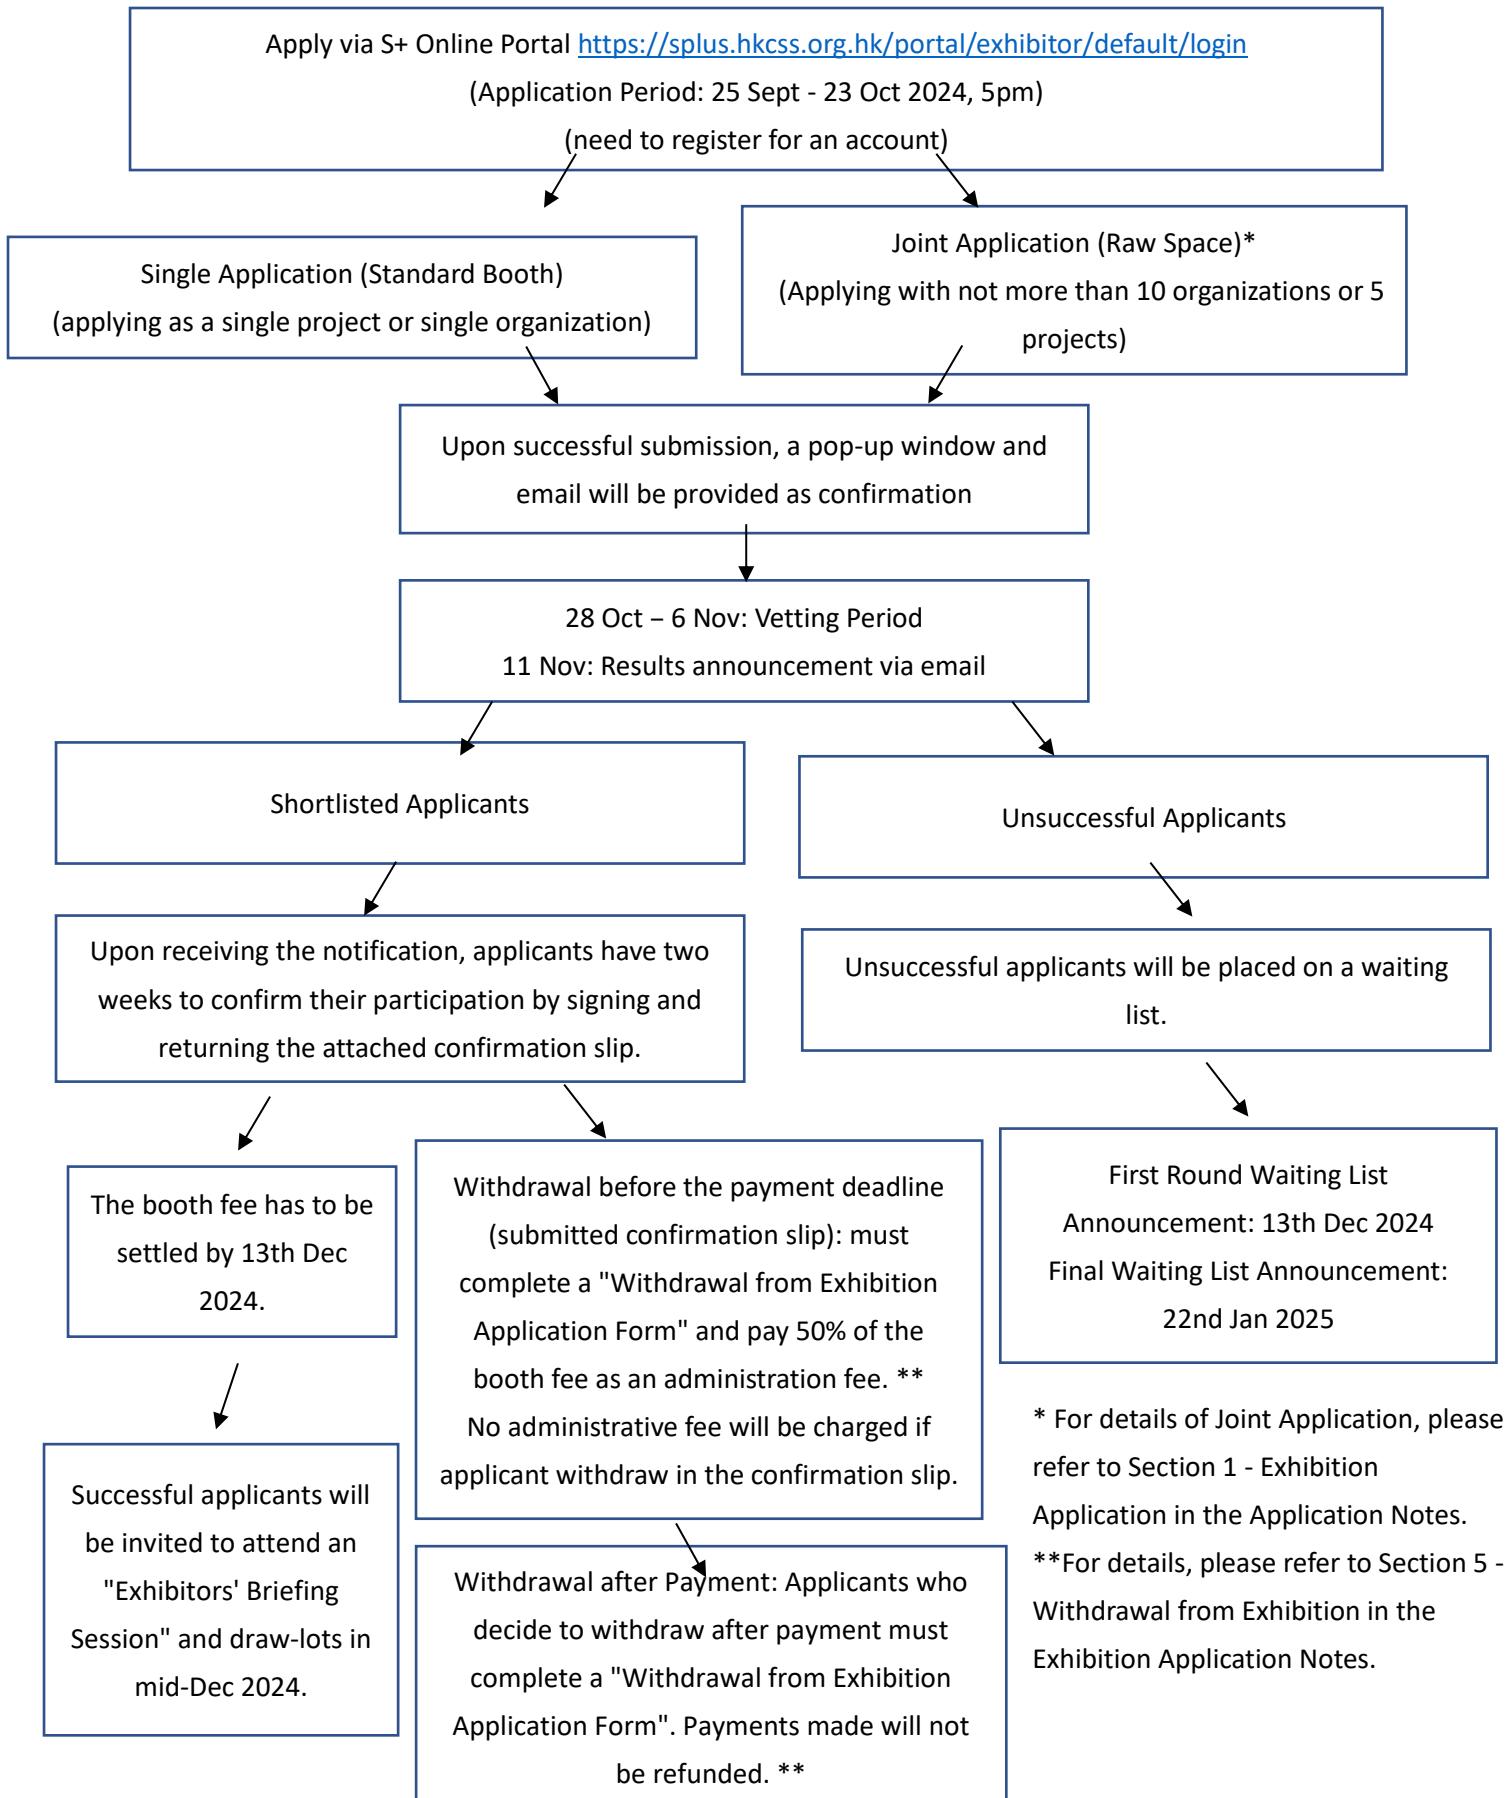 Apply via S+ Online Portal https://splus.hkcss.org.hk/portal/exhibitor/default/login
(Application Period: 25 Sept - 23 Oct 2024, 5pm)
(need to register for an account)
Single Application (Standard Booth)
(applying as a single project or single organization)
Joint Application (Raw Space)*
(Applying with not more than 10 organizations or 5
projects)
Upon successful submission, a pop-up window and
email will be provided as confirmation
28 Oct – 6 Nov: Vetting Period
11 Nov: Results announcement via email
Shortlisted Applicants
Unsuccessful Applicants
Upon receiving the notification, applicants have two
weeks to confirm their participation by signing and
returning the attached confirmation slip.
Unsuccessful applicants will be placed on a waiting
list.
The booth fee has to be
settled by 13th Dec
2024.
Withdrawal before the payment deadline
(submitted confirmation slip): must
complete a "Withdrawal from Exhibition
Application Form" and pay 50% of the
booth fee as an administration fee. **
No administrative fee will be charged if
applicant withdraw in the confirmation slip.
First Round Waiting List
Announcement: 13th Dec 2024
Final Waiting List Announcement:
22nd Jan 2025
Successful applicants will
be invited to attend an
"Exhibitors' Briefing
Session" and draw-lots in
mid-Dec 2024.
Withdrawal after Payment: Applicants who
decide to withdraw after payment must
complete a "Withdrawal from Exhibition
Application Form". Payments made will not
be refunded. **
* For details of Joint Application, please
refer to Section 1 - Exhibition
Application in the Application Notes.
**For details, please refer to Section 5 -
Withdrawal from Exhibition in the
Exhibition Application Notes.